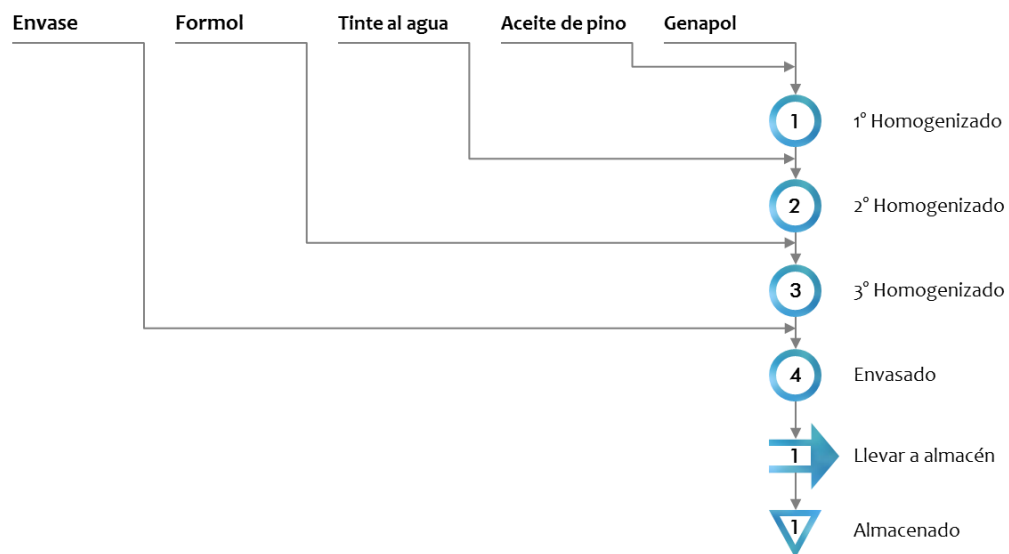 Envase Formol Tinte al agua Aceite de pino Genapol
1 1° Homogenizado
2 2° Homogenizado
3 3° Homogenizado
4 Envasado
1 Llevar a almacén
1 Almacenado